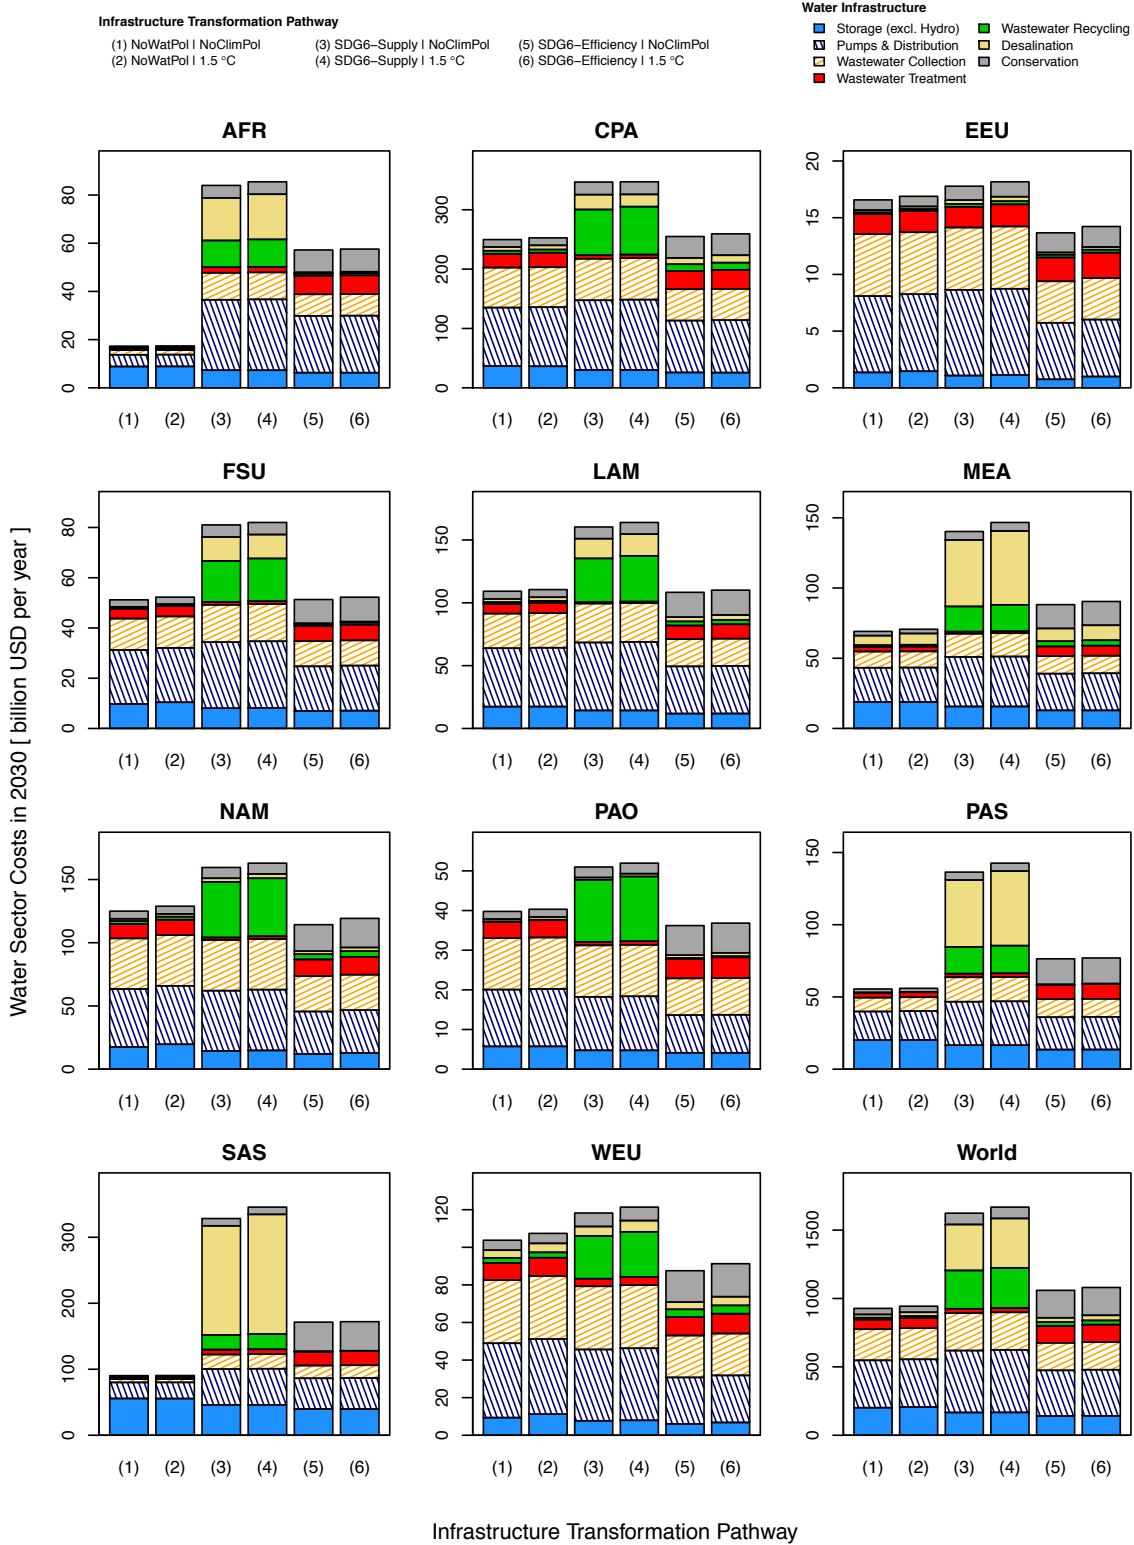 Infrastructure Transformation Pathway
(1) NoWatPol | NoClimPol (3) SDG6−Supply | NoClimPol (5) SDG6−Efficiency | NoClimPol
(2) NoWatPol | 1.5 °C (4) SDG6−Supply | 1.5 °C (6) SDG6−Efficiency | 1.5 °C
Water Infrastructure
Storage (excl. Hydro) Wastewater Recycling
Pumps & Distribution Desalination
Wastewater Collection Conservation
Wastewater Treatment
Water Sector Costs in 2030 [ billion USD per year ]
AFR
0 20 40 60 80
(1) (2) (3) (4) (5) (6)
CPA
0 100 200 300
(1) (2) (3) (4) (5) (6)
EEU
0 5 10 15 20
(1) (2) (3) (4) (5) (6)
FSU
0 20 40 60 80
(1) (2) (3) (4) (5) (6)
LAM
0 50 100 150
(1) (2) (3) (4) (5) (6)
MEA
0 50 100 150
(1) (2) (3) (4) (5) (6)
NAM
0 50 100 150
(1) (2) (3) (4) (5) (6)
PAO
0 10 20 30 40 50
(1) (2) (3) (4) (5) (6)
PAS
0 50 100 150
(1) (2) (3) (4) (5) (6)
SAS
0 100 200 300
(1) (2) (3) (4) (5) (6)
WEU
0 20 40 60 80 120
(1) (2) (3) (4) (5) (6)
World
0 500 1000 1500
(1) (2) (3) (4) (5) (6)
Infrastructure Transformation Pathway